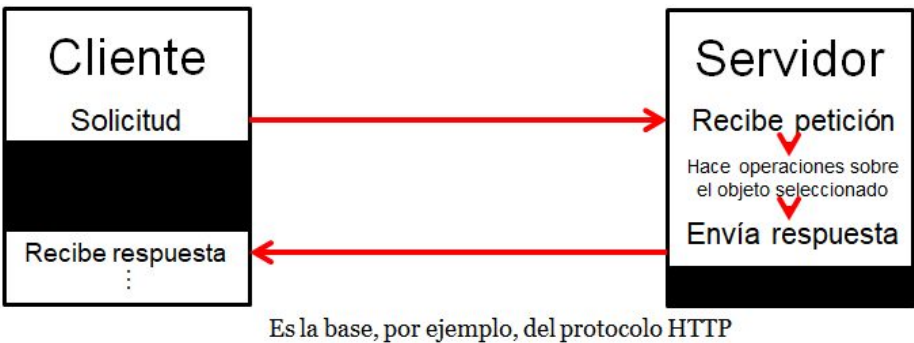 Cliente
Solicitud
Recibe respuesta
⋮
Servidor
Recibe petición
Hace operaciones sobre
el objeto seleccionado
Envía respuesta
Es la base, por ejemplo, del protocolo HTTP